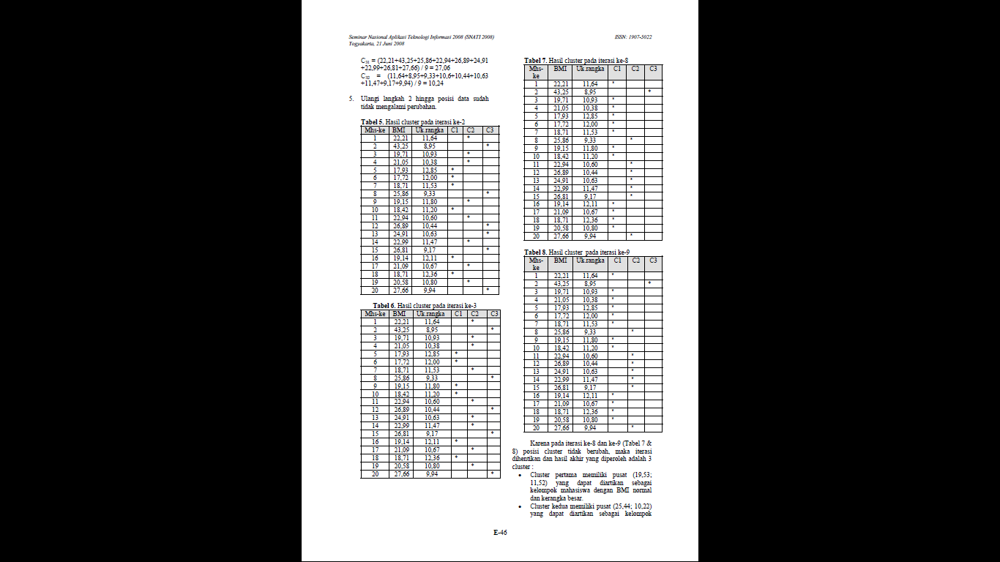 Seminar Nasional Aplikasi Teknologi Informasi 2008 (SNATI 2008) ISSN: 1907-5022
Yogyakarta, 21 Juni 2008
C₃₁ = (22,21+43,25+25,86+22,94+26,89+24,91
+22,99+26,81+27,66) / 9 = 27,06
C₃₂ = (11,64+8,95+9,33+10,6+10,44+10,63
+11,47+9,17+9,94) / 9 = 10,24
5. Ulangi langkah 2 hingga posisi data sudah
tidak mengalami perubahan.
Tabel 5. Hasil cluster pada iterasi ke-2
Mhs-ke BMI Uk.rangka C1 C2 C3
1 22,21 11,64 *
2 43,25 8,95 *
3 19,71 10,93 *
4 21,05 10,38 *
5 17,93 12,85 *
6 17,72 12,00 *
7 18,71 11,53 *
8 25,86 9,33 *
9 19,15 11,80 *
10 18,42 11,20 *
11 22,94 10,60 *
12 26,89 10,44 *
13 24,91 10,63 *
14 22,99 11,47 *
15 26,81 9,17 *
16 19,14 12,11 *
17 21,09 10,67 *
18 18,71 12,36 *
19 20,58 10,80 *
20 27,66 9,94 *
Tabel 6. Hasil cluster pada iterasi ke-3
Mhs-ke BMI Uk.rangka C1 C2 C3
1 22,21 11,64 *
2 43,25 8,95 *
3 19,71 10,93 *
4 21,05 10,38 *
5 17,93 12,85 *
6 17,72 12,00 *
7 18,71 11,53 *
8 25,86 9,33 *
9 19,15 11,80 *
10 18,42 11,20 *
11 22,94 10,60 *
12 26,89 10,44 *
13 24,91 10,63 *
14 22,99 11,47 *
15 26,81 9,17 *
16 19,14 12,11 *
17 21,09 10,67 *
18 18,71 12,36 *
19 20,58 10,80 *
20 27,66 9,94 *
Tabel 7. Hasil cluster pada iterasi ke-8
Mhs- BMI Uk.rangka C1 C2 C3
ke
1 22,21 11,64 *
2 43,25 8,95 *
3 19,71 10,93 *
4 21,05 10,38 *
5 17,93 12,85 *
6 17,72 12,00 *
7 18,71 11,53 *
8 25,86 9,33 *
9 19,15 11,80 *
10 18,42 11,20 *
11 22,94 10,60 *
12 26,89 10,44 *
13 24,91 10,63 *
14 22,99 11,47 *
15 26,81 9,17 *
16 19,14 12,11 *
17 21,09 10,67 *
18 18,71 12,36 *
19 20,58 10,80 *
20 27,66 9,94 *
Tabel 8. Hasil cluster pada iterasi ke-9
Mhs- BMI Uk.rangka C1 C2 C3
ke
1 22,21 11,64 *
2 43,25 8,95 *
3 19,71 10,93 *
4 21,05 10,38 *
5 17,93 12,85 *
6 17,72 12,00 *
7 18,71 11,53 *
8 25,86 9,33 *
9 19,15 11,80 *
10 18,42 11,20 *
11 22,94 10,60 *
12 26,89 10,44 *
13 24,91 10,63 *
14 22,99 11,47 *
15 26,81 9,17 *
16 19,14 12,11 *
17 21,09 10,67 *
18 18,71 12,36 *
19 20,58 10,80 *
20 27,66 9,94 *
Karena pada iterasi ke-8 dan ke-9 (Tabel 7 &
8) posisi cluster tidak berubah, maka iterasi
dihentikan dan hasil akhir yang diperoleh adalah 3
cluster :
• Cluster pertama memiliki pusat (19,53;
11,52) yang dapat diartikan sebagai
kelompok mahasiswa dengan BMI normal
dan kerangka besar.
• Cluster kedua memiliki pusat (25,44; 10,22)
yang dapat diartikan sebagai kelompok
E-46